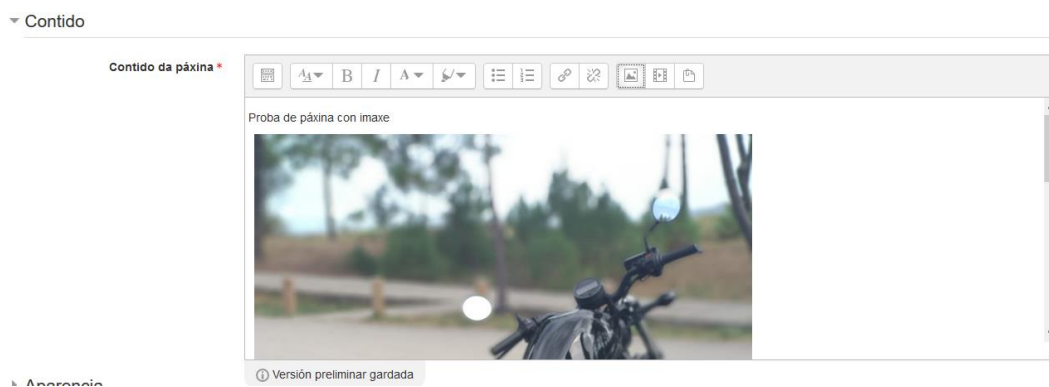 Contido
Contido da páxina *
Proba de páxina con imaxe
Versión preliminar gardada
Aparencia